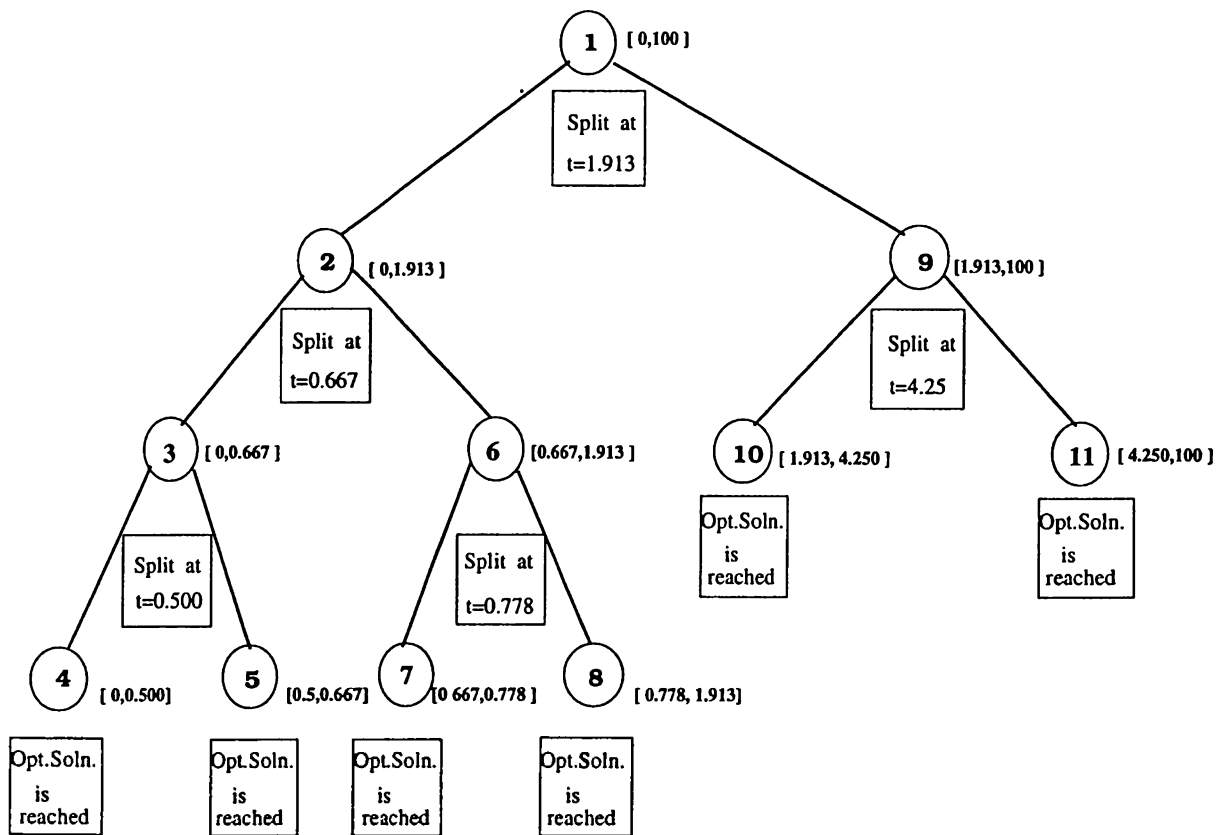 1 [ 0,100 ]
Split at
t=1.913
2 [ 0,1.913 ]
9 [1.913,100 ]
Split at
t=0.667
Split at
t=4.25
3 [ 0,0.667 ]
6 [0.667,1.913 ]
10 [ 1.913, 4.250 ]
11 [ 4.250,100 ]
Split at
t=0.500
Split at
t=0.778
Opt.Soln.
is
reached
Opt.Soln.
is
reached
4 [ 0,0.500]
5 [0.5,0.667]
7 [0 667,0.778 ]
8 [ 0.778, 1.913]
Opt.Soln.
is
reached
Opt.Soln.
is
reached
Opt.Soln.
is
reached
Opt.Soln.
is
reached